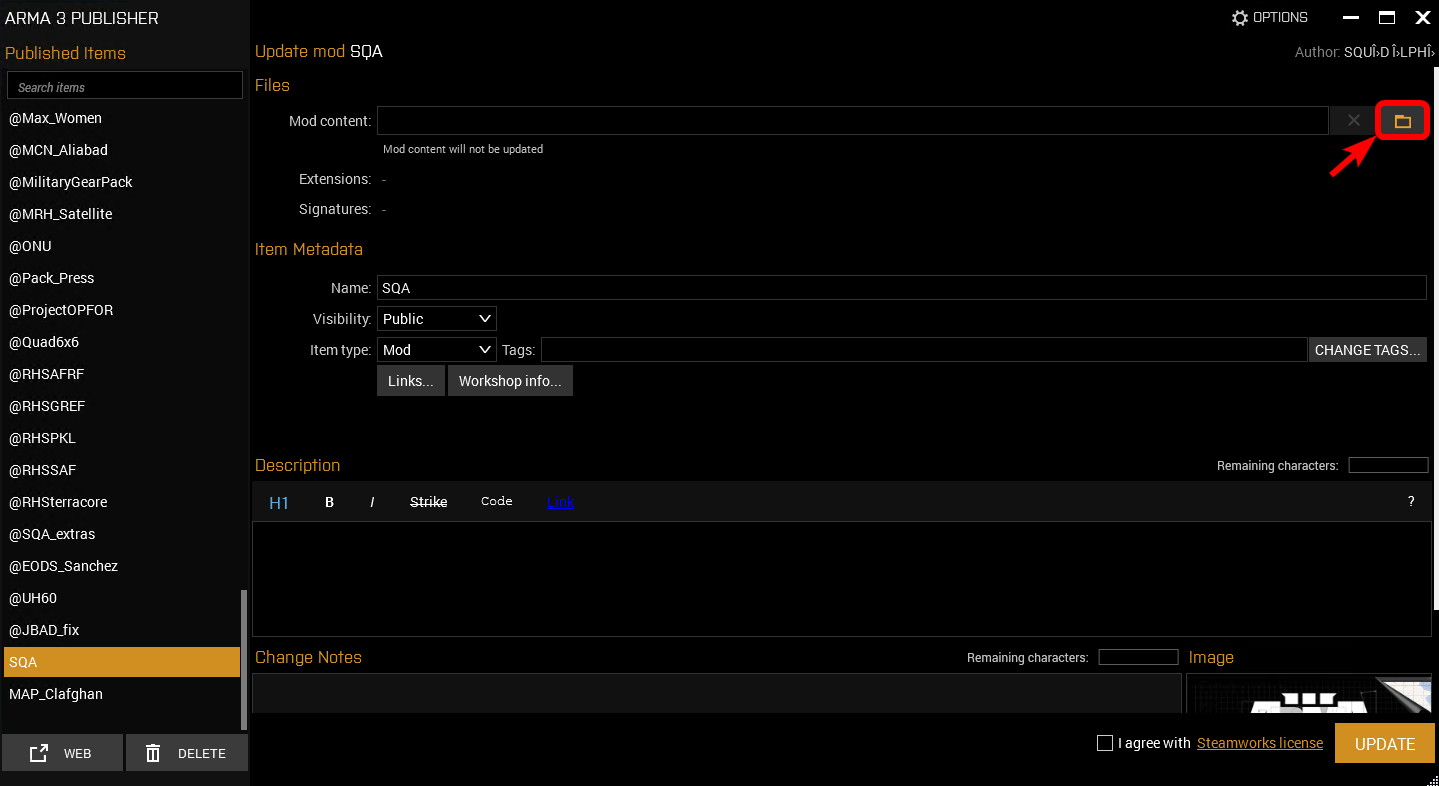 ARMA 3 PUBLISHER
OPTIONS
Published Items
Search items
@Max_Women
@MCN_Aliabad
@MilitaryGearPack
@MRH_Satellite
@ONU
@Pack_Press
@ProjectOPFOR
@Quad6x6
@RHSAFRF
@RHSGREF
@RHSPKL
@RHSSAF
@RHSterracore
@SQA_extras
@EODS_Sanchez
@UH60
@JBAD_fix
SQA
MAP_Clafghan
WEB
DELETE
Update mod SQA
Author: SQUÎ›D Î›LPHÎ›
Files
Mod content:
Mod content will not be updated
Extensions: -
Signatures: -
Item Metadata
Name: SQA
Visibility: Public
Item type: Mod Tags: CHANGE TAGS...
Links... Workshop info...
Description
Remaining characters:
H1 B I Strike Code Link ?
Change Notes
Remaining characters:
Image
I agree with Steamworks license
UPDATE